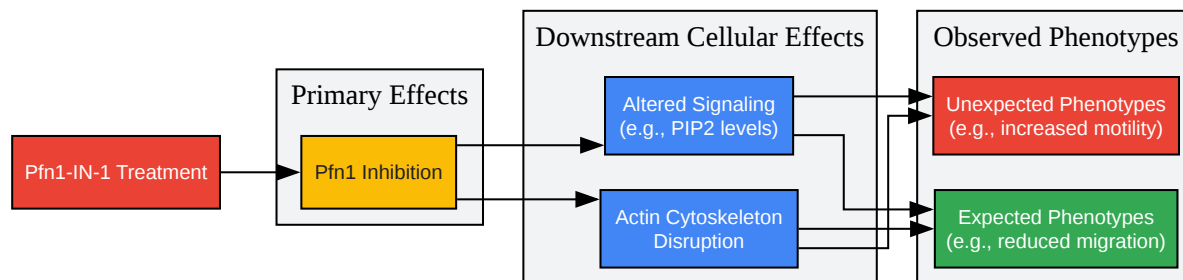 Downstream Cellular Effects
Observed Phenotypes
Primary Effects
Pfn1-IN-1 Treatment
Pfn1 Inhibition
Altered Signaling
(e.g., PIP2 levels)
Actin Cytoskeleton
Disruption
Unexpected Phenotypes
(e.g., increased motility)
Expected Phenotypes
(e.g., reduced migration)